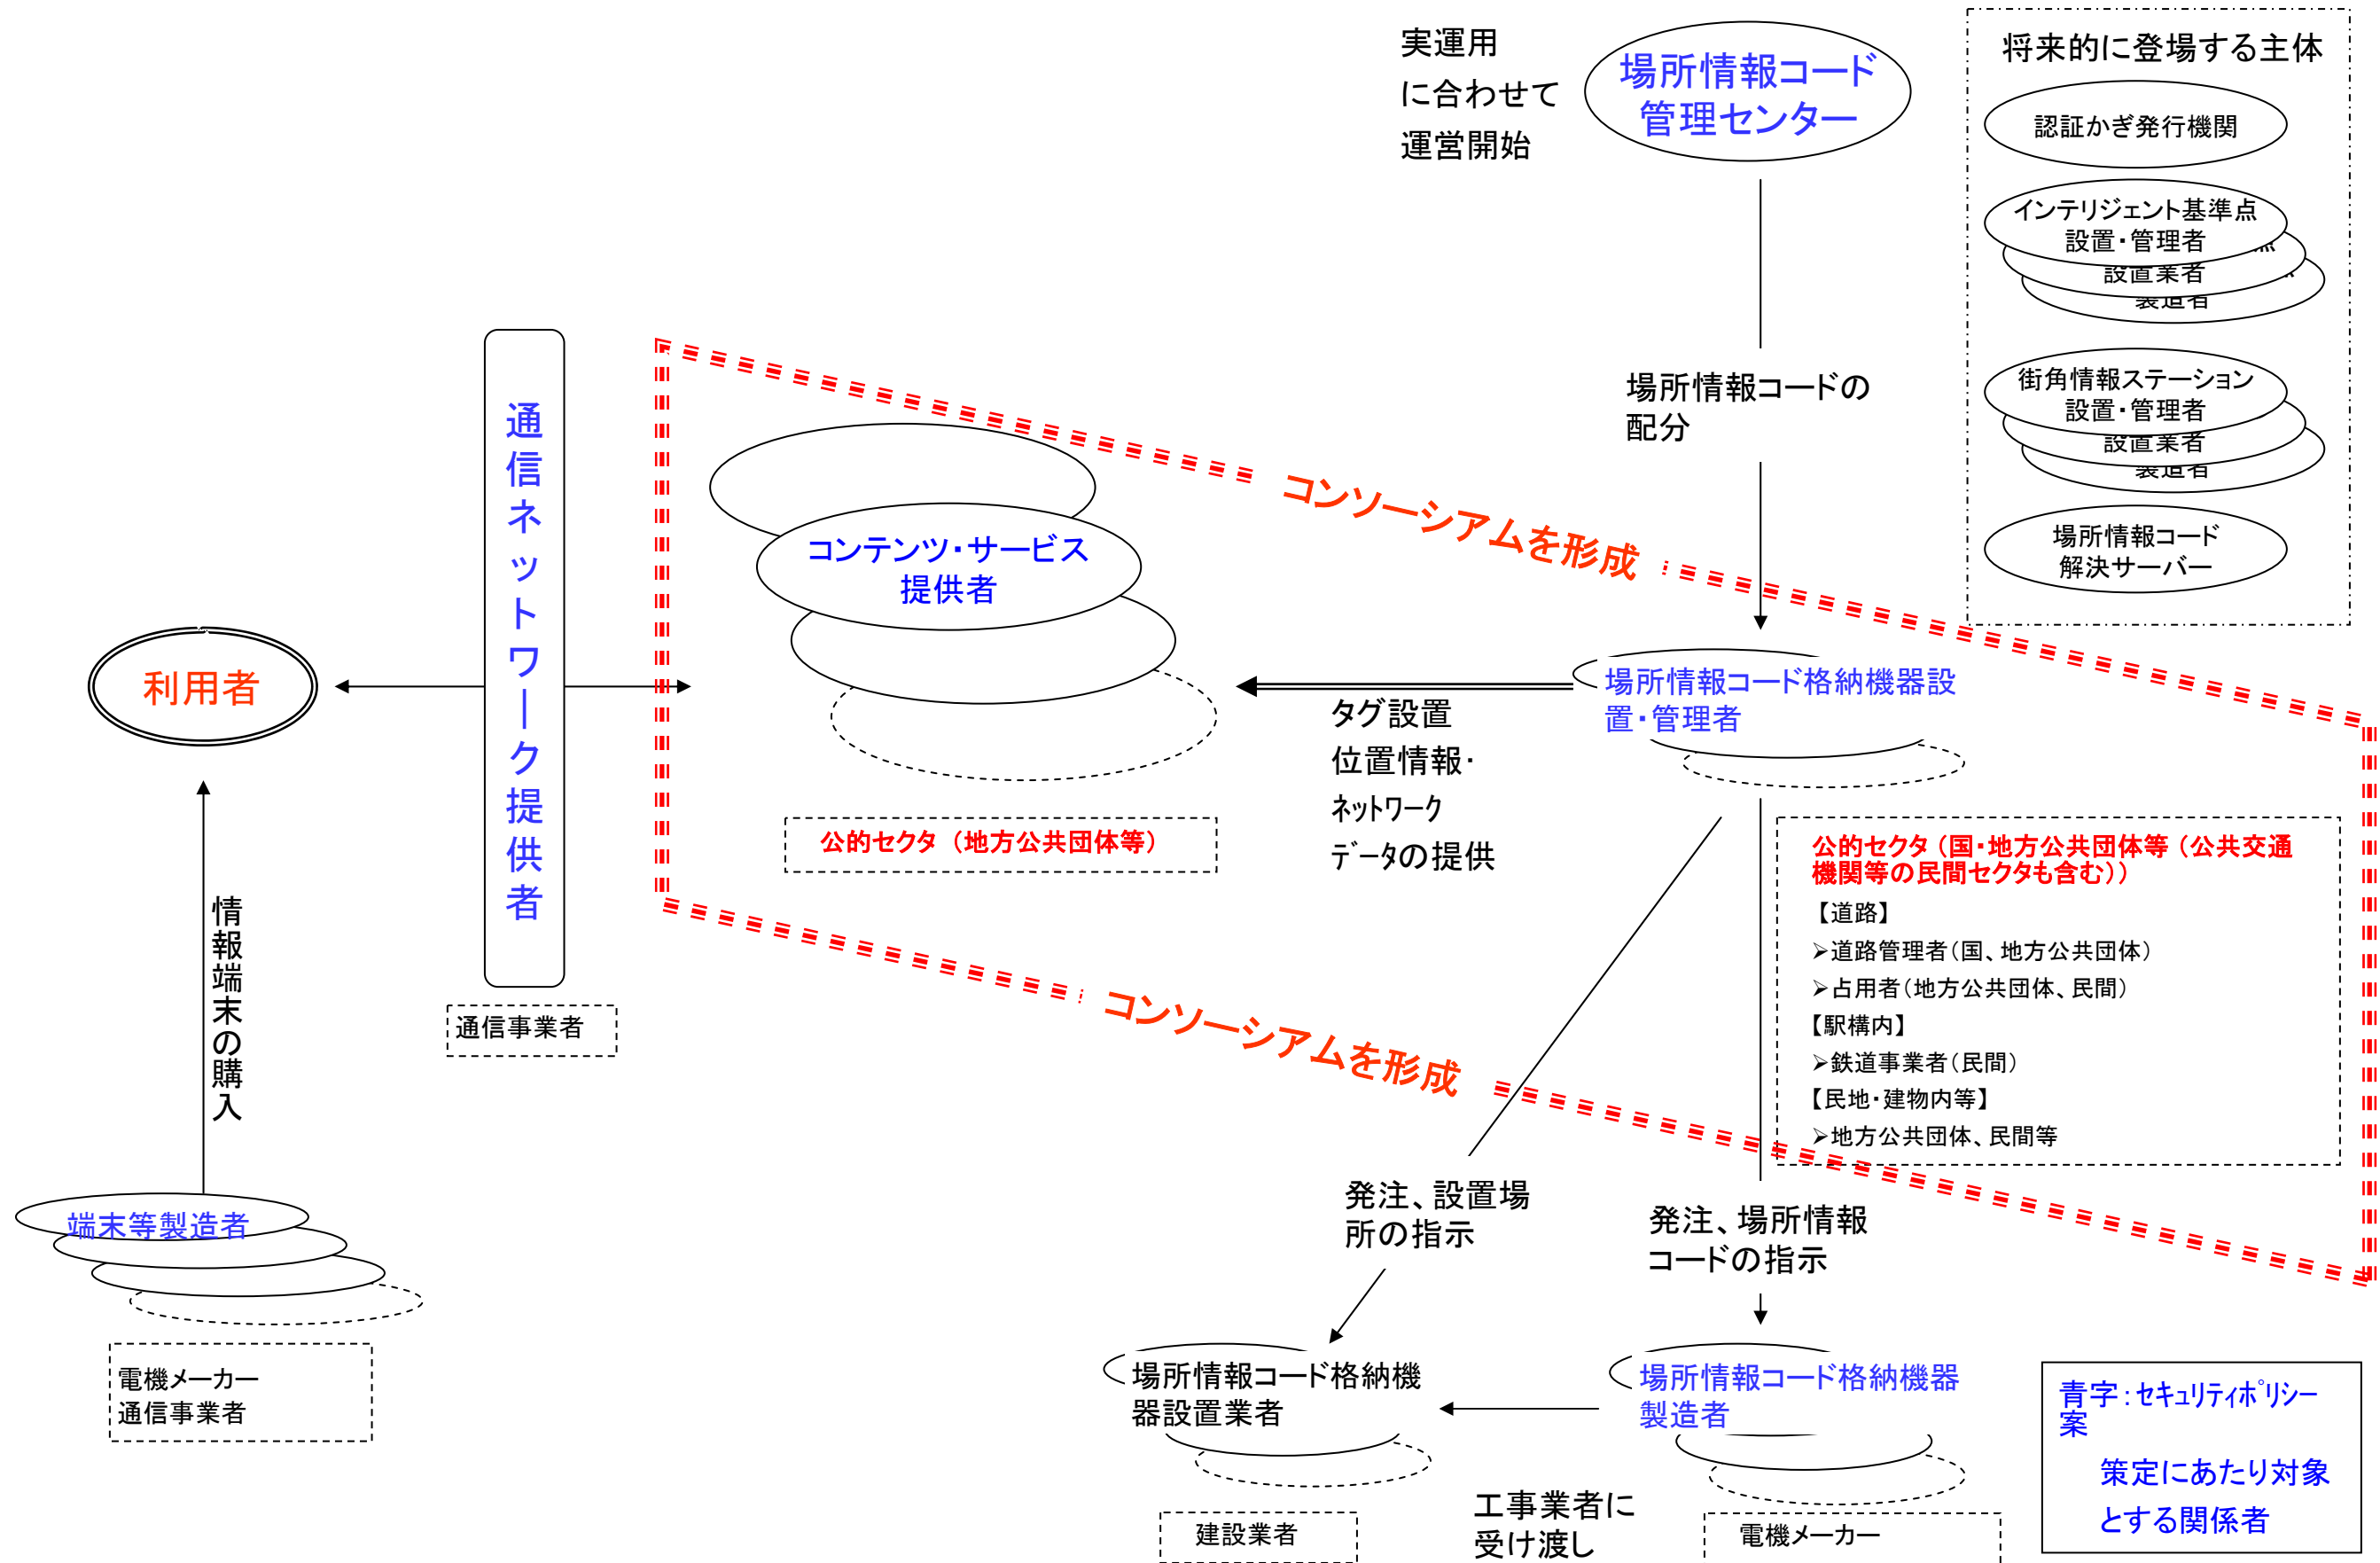 実運用
に合わせて
運営開始
場所情報コード
管理センター
将来的に登場する主体
認証かぎ発行機関
インテリジェント基準点
設置・管理者
点
設置業者
製造者
街角情報ステーション
設置・管理者
設置業者
製造者
場所情報コード
解決サーバー
場所情報コードの
配分
通信ネットワーク提供者
コンソーシアムを形成
コンテンツ・サービス
提供者
利用者
場所情報コード格納機器設
置・管理者
タグ設置
位置情報・
ネットワーク
データの提供
公的セクタ (地方公共団体等)
公的セクタ(国・地方公共団体等(公共交通
機関等の民間セクタも含む))
【道路】
➢道路管理者(国、地方公共団体)
➢占用者(地方公共団体、民間)
【駅構内】
➢鉄道事業者(民間)
【民地・建物内等】
➢地方公共団体、民間等
情報端末の購入
通信事業者
コンソーシアムを形成
発注、設置場
所の指示
発注、場所情報
コードの指示
端末等製造者
電機メーカー
通信事業者
場所情報コード格納機
器設置業者
場所情報コード格納機器
製造者
建設業者
工事業者に
受け渡し
電機メーカー
青字:セキュリティポリシー
案
策定にあたり対象
とする関係者